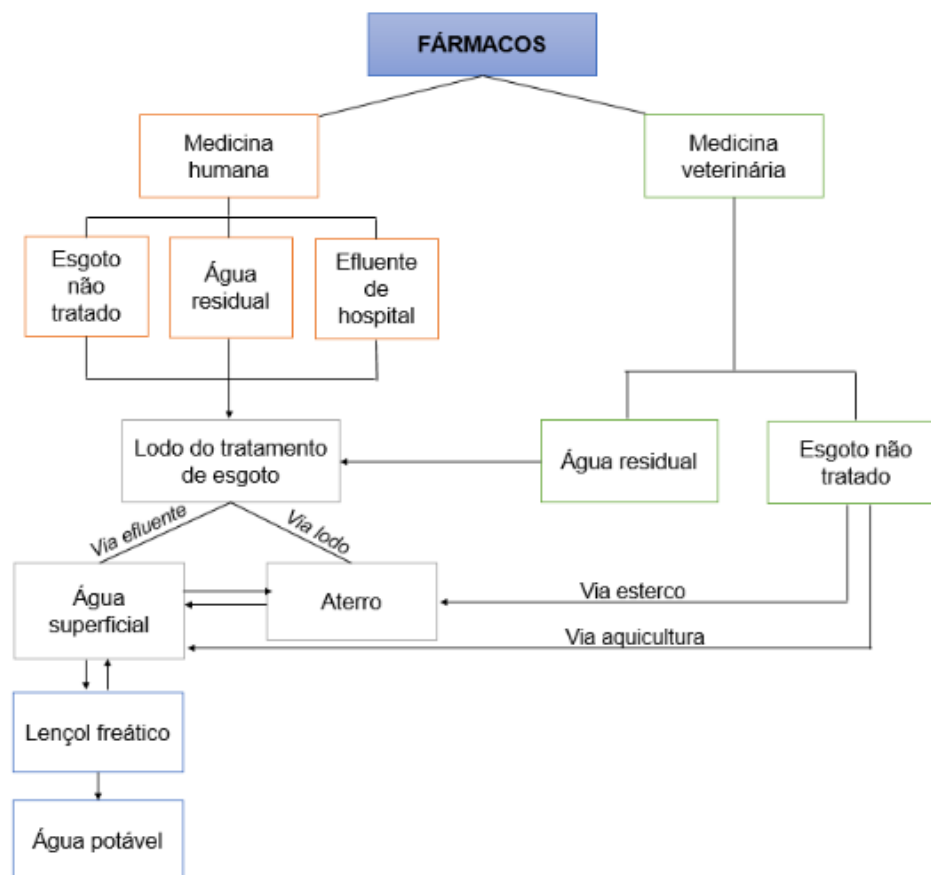 FÁRMACOS
Medicina
humana
Medicina
veterinária
Esgoto
não
tratado
Água
residual
Efluente
de
hospital
Lodo do tratamento
de esgoto
Água residual
Esgoto não
tratado
Via efluente
Via lodo
Água
superficial
Aterro
Via esterco
Via aquicultura
Lençol freático
Água potável